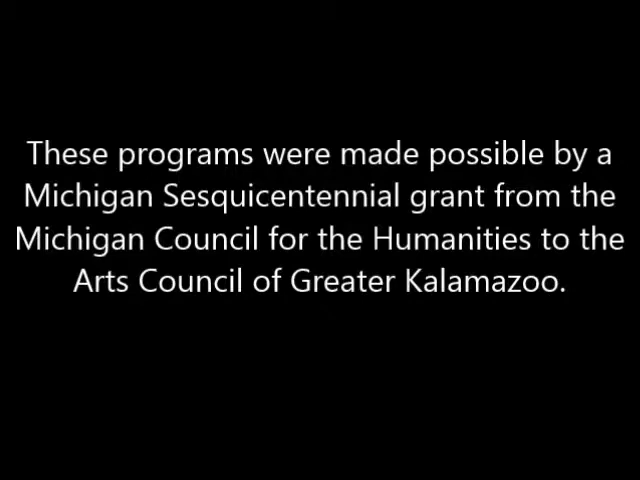 These programs were made possible by a
Michigan Sesquicentennial grant from the
Michigan Council for the Humanities to the
Arts Council of Greater Kalamazoo.